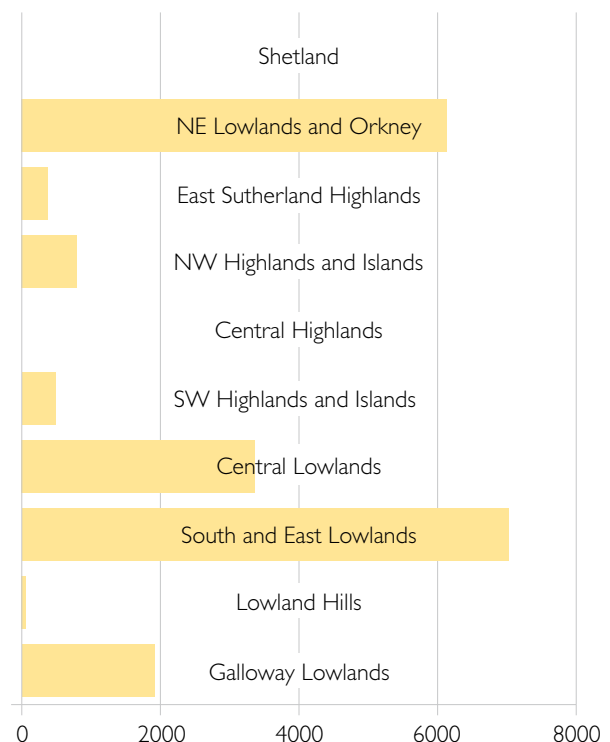 Shetland
NE Lowlands and Orkney
East Sutherland Highlands
NW Highlands and Islands
Central Highlands
SW Highlands and Islands
Central Lowlands
South and East Lowlands
Lowland Hills
Galloway Lowlands
0 2000 4000 6000 8000